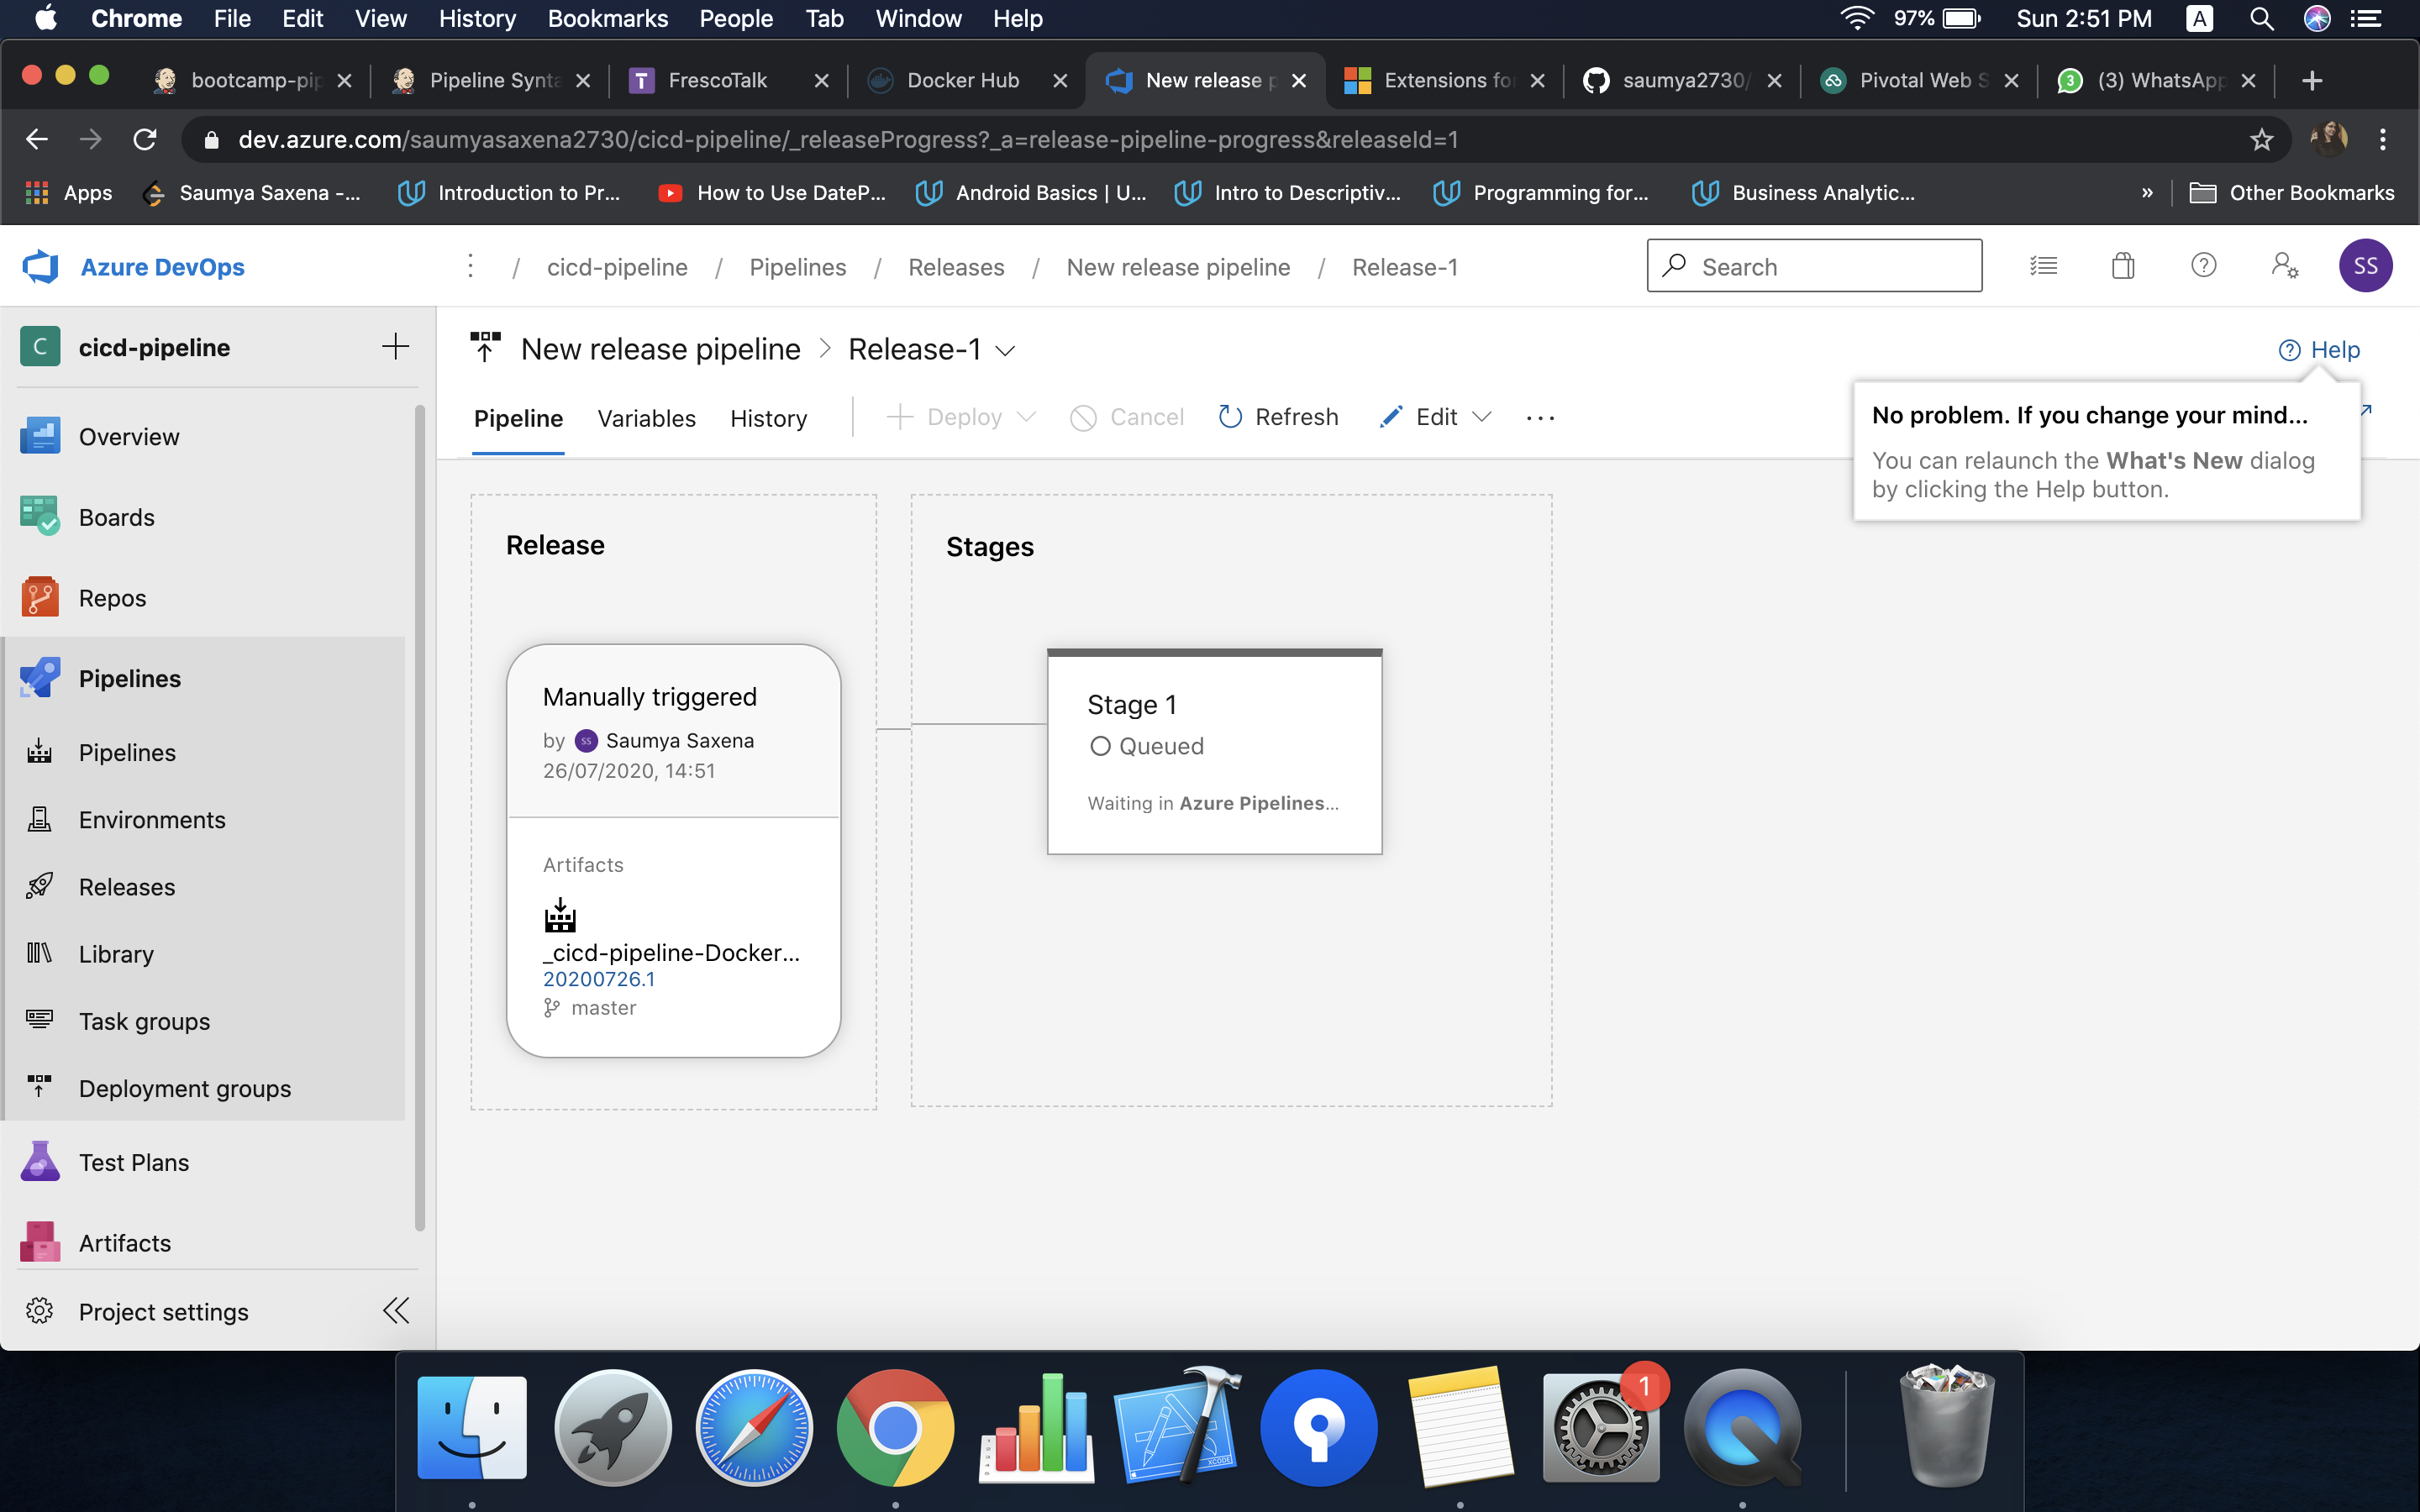 Chrome File Edit View History Bookmarks People Tab Window Help 97% Sun 2:51 PM A
bootcamp-pip Pipeline Synta FrescoTalk Docker Hub New release p Extensions fo saumya2730/ Pivotal Web S 3 (3) WhatsApp
dev.azure.com/saumyasaxena2730/cicd-pipeline/_releaseProgress?_a=release-pipeline-progress&releaseId=1
Apps Saumya Saxena -... Introduction to Pr... How to Use DateP... Android Basics | U... Intro to Descriptiv... Programming for... Business Analytic... » Other Bookmarks
Azure DevOps / cicd-pipeline / Pipelines / Releases / New release pipeline / Release-1 Search SS
C cicd-pipeline
Overview
Boards
Repos
Pipelines
Pipelines
Environments
Releases
Library
Task groups
Deployment groups
Test Plans
Artifacts
Project settings
New release pipeline > Release-1 Help
Pipeline Variables History Deploy Cancel Refresh Edit ...
No problem. If you change your mind...
You can relaunch the What's New dialog
by clicking the Help button.
Release
Manually triggered
by SS Saumya Saxena
26/07/2020, 14:51
Artifacts
_cicd-pipeline-Docker...
20200726.1
master
Stages
Stage 1
Queued
Waiting in Azure Pipelines...
XCODE
1